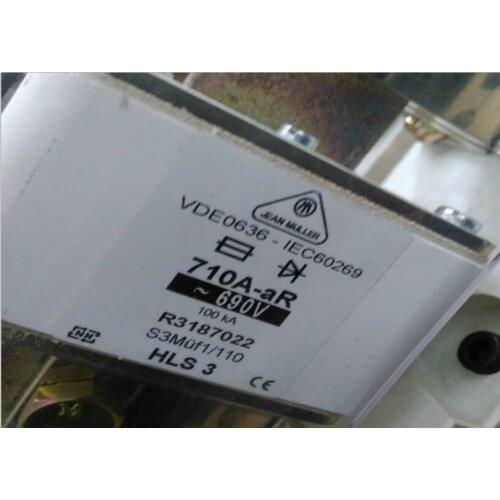 JEAN MÜLLER
VDE0636 - IEC60269
710A-aR
~ 690V
100 kA
R3187022
S3Müf1/110
HLS 3
CE